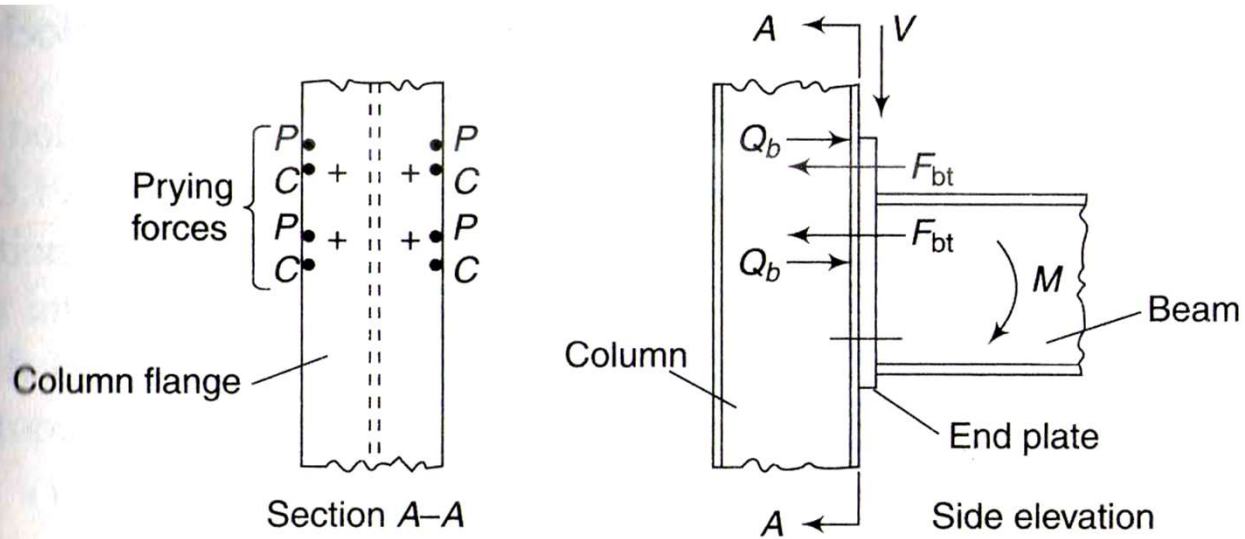 Prying
forces
P
C
P
C
P
C
P
C
Column flange
Section A–A
A
V
Q_b
F_bt
F_bt
Q_b
M
Beam
Column
End plate
A
Side elevation